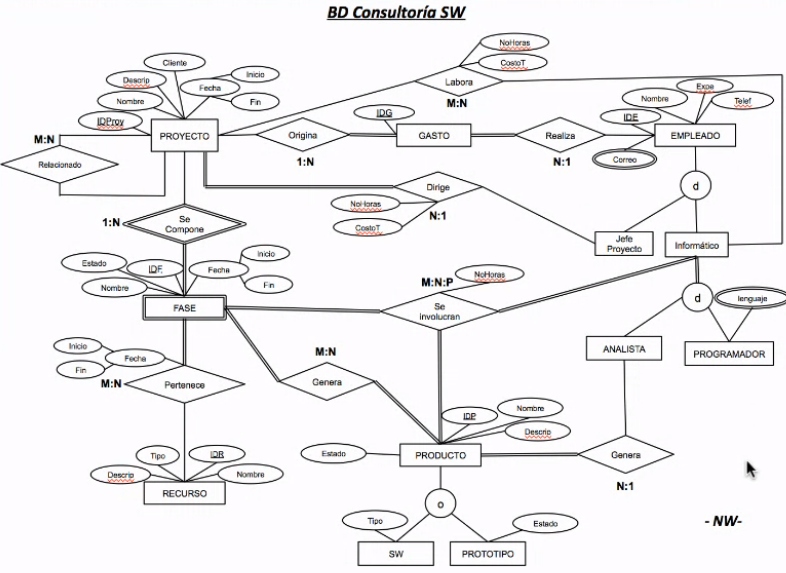 BD Consultoría SW
NoHoras
CostoT
Labora
M:N
Cliente
Descrip
Nombre
IDProy
Fecha
Inicio
Fin
PROYECTO
M:N
Relacionado
Origina
1:N
IDG
GASTO
Realiza
N:1
Nombre
Expe
Telef
IDE
Correo
EMPLEADO
d
Dirige
N:1
NoHoras
CostoT
Jefe
Proyecto
Informático
1:N
Se
Compone
Estado
IDF
Nombre
Fecha
Inicio
Fin
FASE
M:N:P
NoHoras
Se
involucran
d
lenguaje
ANALISTA
PROGRAMADOR
Inicio
Fin
Fecha
M:N
Pertenece
M:N
Genera
IDP
Nombre
Descrip
Estado
PRODUCTO
Genera
N:1
Tipo
IDR
Descrip
Nombre
RECURSO
o
Tipo
Estado
SW
PROTOTIPO
- NW-